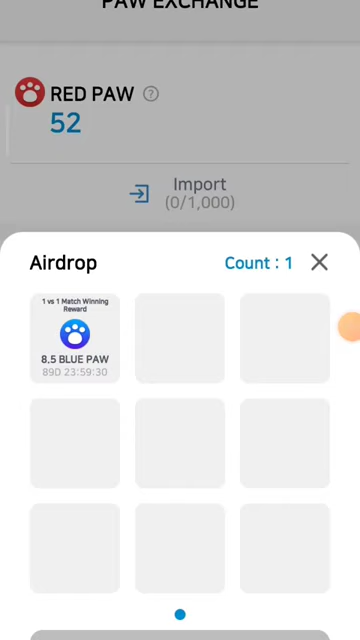 PAW EXCHANGE
RED PAW ?
52
Import
(0/1,000)
Airdrop
Count : 1
1 vs 1 Match Winning
Reward
8,5 BLUE PAW
89D 23:59:30